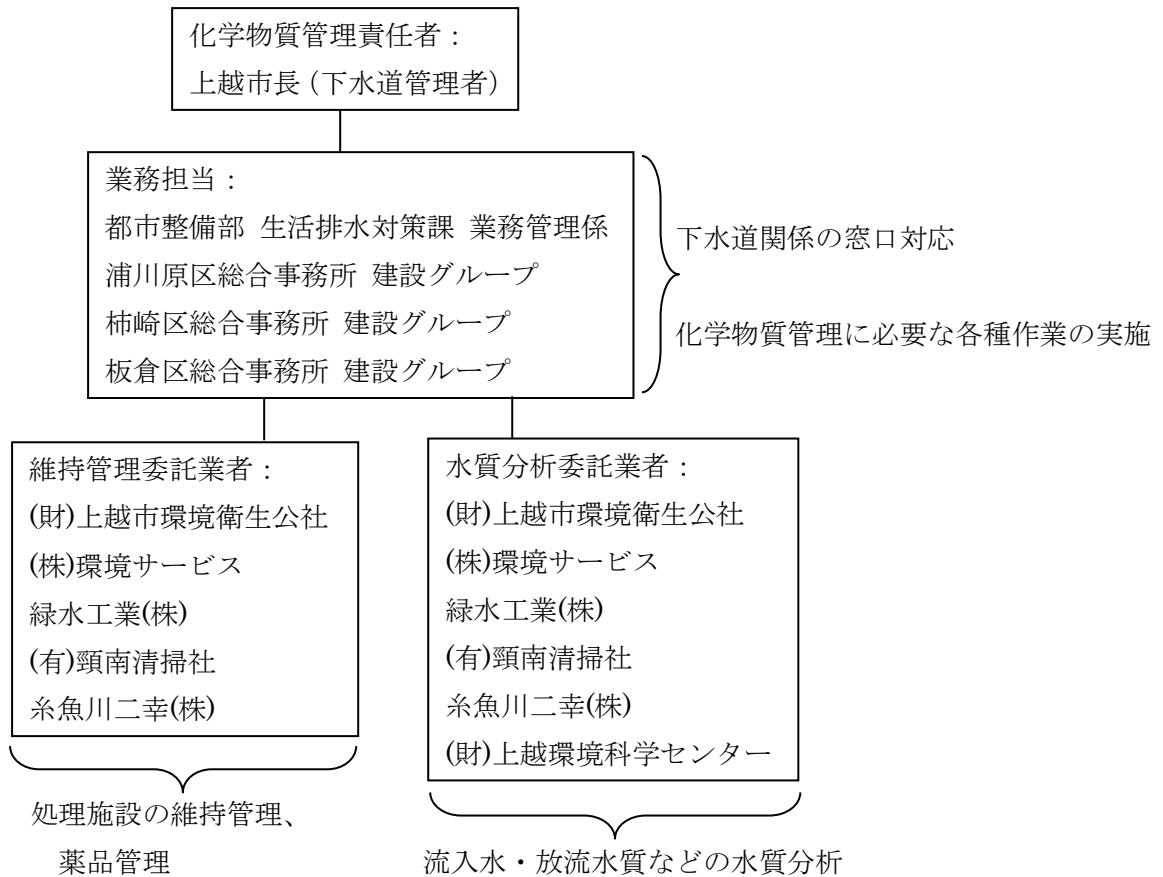 化学物質管理責任者：
上越市長（下水道管理者）
業務担当：
都市整備部 生活排水対策課 業務管理係
浦川原区総合事務所 建設グループ
柿崎区総合事務所 建設グループ
板倉区総合事務所 建設グループ
下水道関係の窓口対応
化学物質管理に必要な各種作業の実施
維持管理委託業者：
(財)上越市環境衛生公社
(株)環境サービス
緑水工業(株)
(有)頸南清掃社
糸魚川二幸(株)
処理施設の維持管理、
薬品管理
水質分析委託業者：
(財)上越市環境衛生公社
(株)環境サービス
緑水工業(株)
(有)頸南清掃社
糸魚川二幸(株)
(財)上越環境科学センター
流入水・放流水質などの水質分析